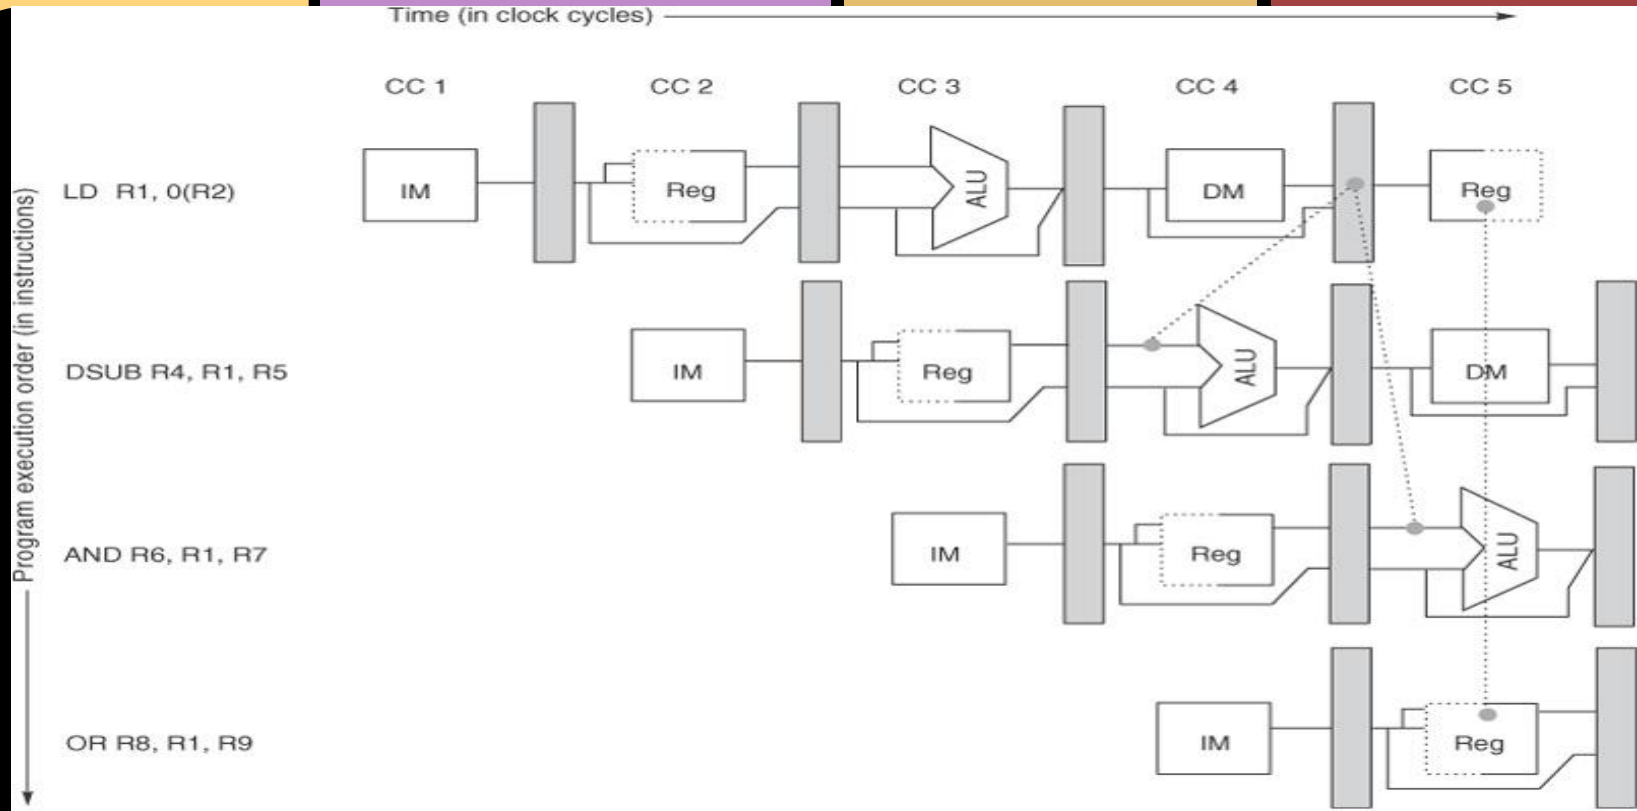 Time (in clock cycles)
CC 1 CC 2 CC 3 CC 4 CC 5
Program execution order (in instructions)
LD R1, 0(R2) IM Reg ALU DM Reg
DSUB R4, R1, R5 IM Reg ALU DM
AND R6, R1, R7 IM Reg ALU
OR R8, R1, R9 IM Reg